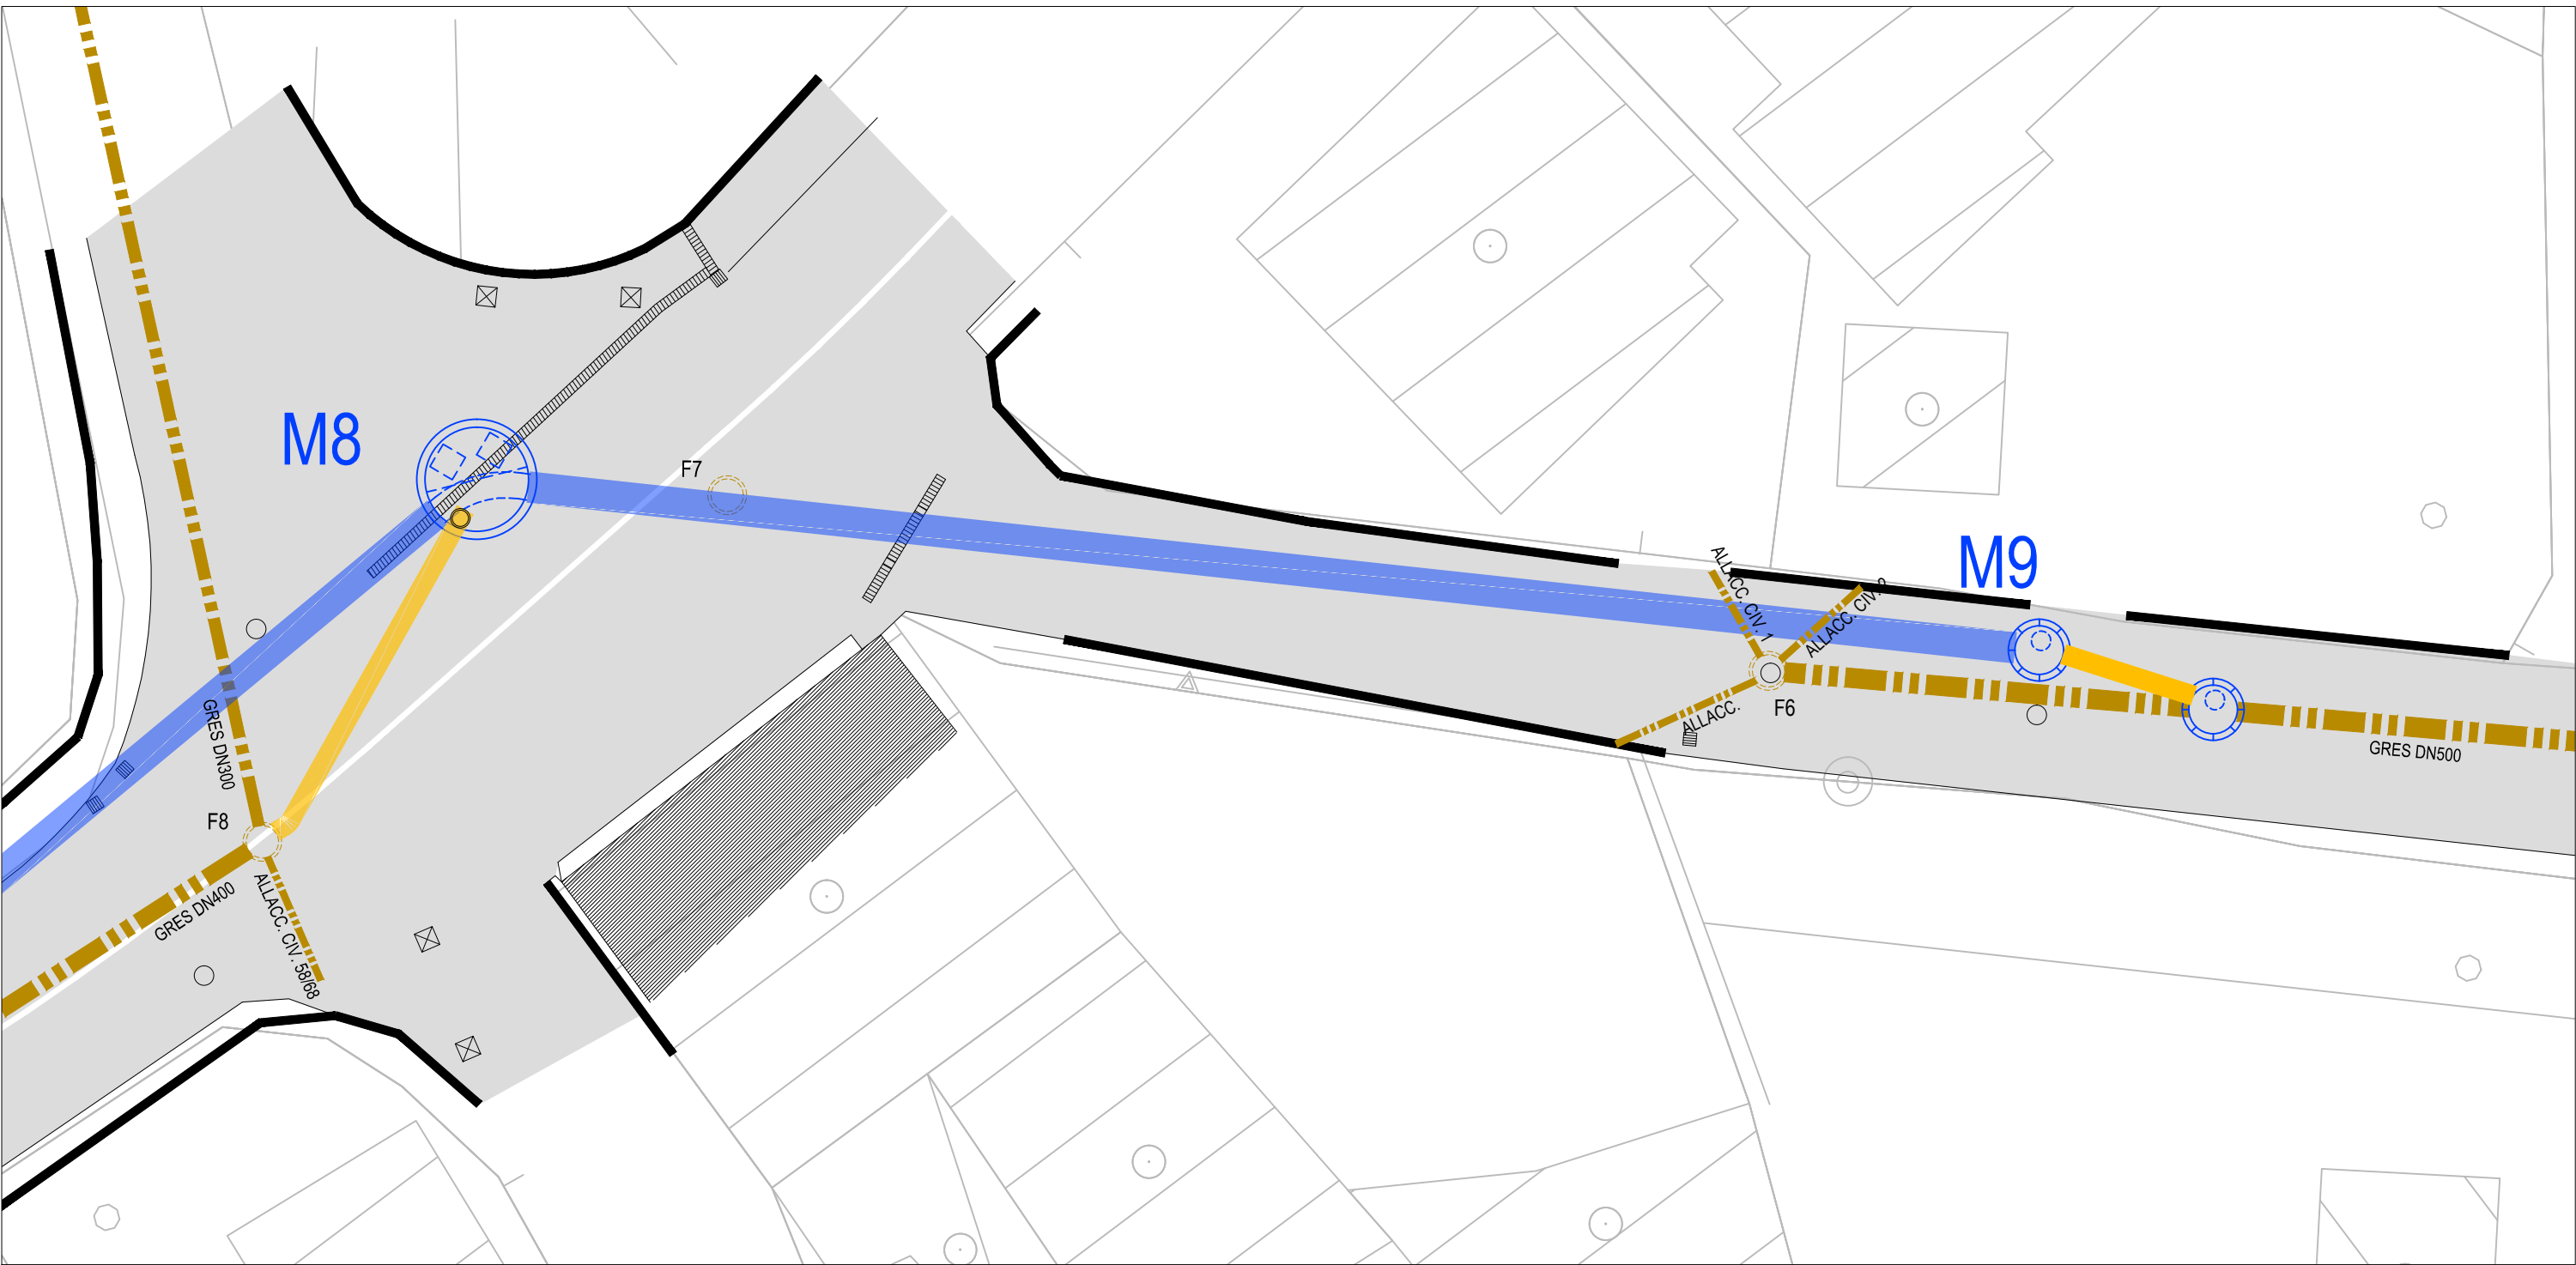 M8
F7
M9
ALLACC. CIV. 1
ALLACC. CIV. 2
ALLACC.
F6
GRES DN500
GRES DN300
F8
GRES DN400
ALLACC. CIV. 58/68